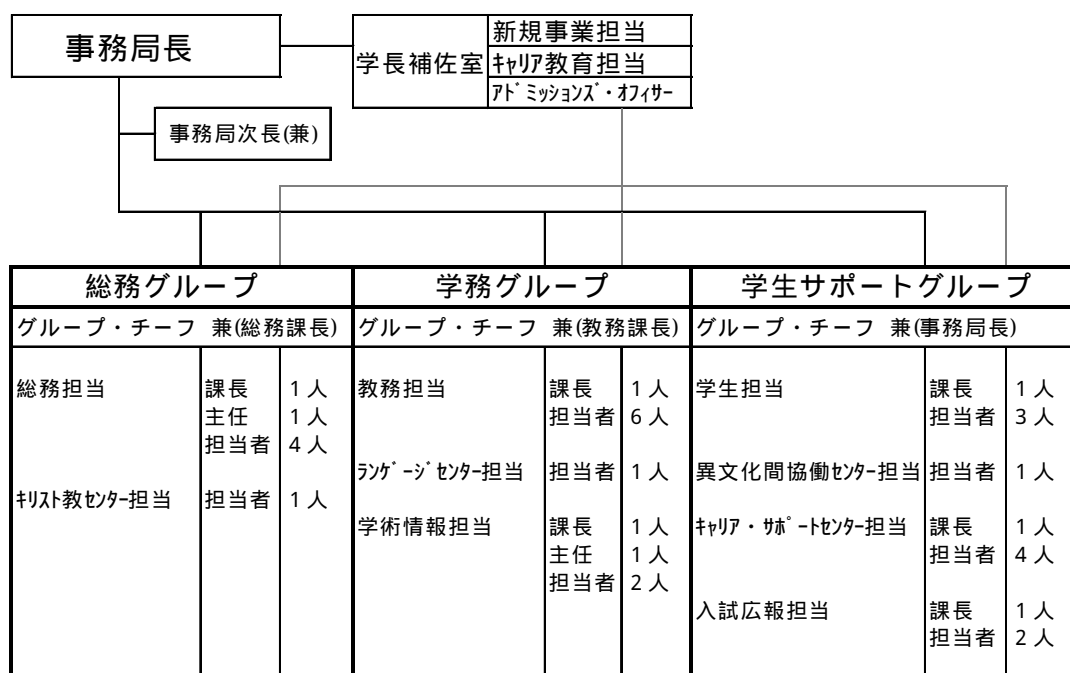 事務局長
学長補佐室
新規事業担当
ｷｬﾘｱ教育担当
ｱﾄﾞﾐｯｼｮﾝｽﾞ・ｵﾌｨｻｰ
事務局次長(兼)
総務グループ 学務グループ 学生サポートグループ
グループ・チーフ 兼(総務課長) グループ・チーフ 兼(教務課長) グループ・チーフ 兼(事務局長)
総務担当 課長 1人 教務担当 課長 1人 学生担当 課長 1人
主任 1人 担当者 6人 担当者 3人
担当者 4人
ﾗﾝｹﾞｰｼﾞｾﾝﾀｰ担当 担当者 1人 異文化間協働ｾﾝﾀｰ担当 担当者 1人
ｷﾘｽﾄ教ｾﾝﾀｰ担当 担当者 1人
学術情報担当 課長 1人 ｷｬﾘｱ・ｻﾎﾟｰﾄｾﾝﾀｰ担当 課長 1人
主任 1人 担当者 4人
担当者 2人
入試広報担当 課長 1人
担当者 2人